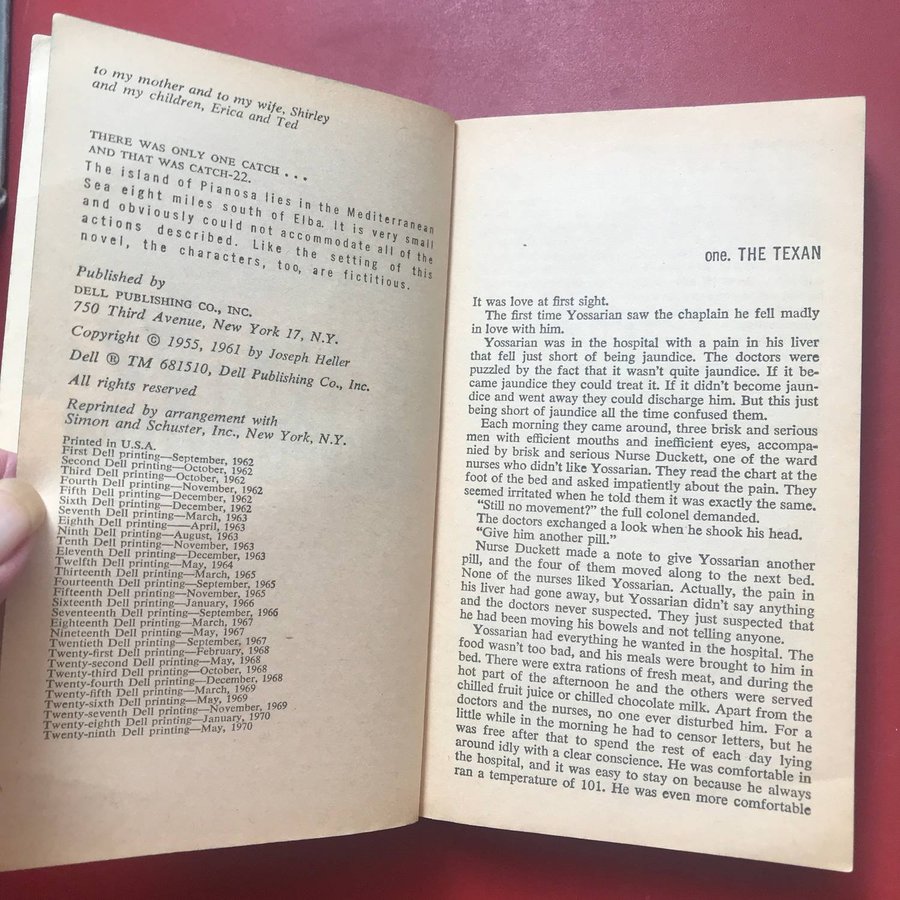 to my mother and to my wife, Shirley
and my children, Erica and Ted
THERE WAS ONLY ONE CATCH . . .
AND THAT WAS CATCH-22.
The island of Pianosa lies in the Mediterranean
Sea eight miles south of Elba. It is very small
and obviously could not accommodate all of the
actions described. Like the setting of this
novel, the characters, too, are fictitious.
Published by
DELL PUBLISHING CO., INC.
750 Third Avenue, New York 17, N.Y.
Copyright © 1955, 1961 by Joseph Heller
Dell ® TM 681510, Dell Publishing Co., Inc.
All rights reserved
Reprinted by arrangement with
Simon and Schuster, Inc., New York, N.Y.
Printed in U.S.A.
First Dell printing—September, 1962
Second Dell printing—October, 1962
Third Dell printing—October, 1962
Fourth Dell printing—November, 1962
Fifth Dell printing—December, 1962
Sixth Dell printing—December, 1962
Seventh Dell printing—March, 1963
Eighth Dell printing——April, 1963
Ninth Dell printing—August, 1963
Tenth Dell printing—November, 1963
Eleventh Dell printing—December, 1963
Twelfth Dell printing—May, 1964
Thirteenth Dell printing—March, 1965
Fourteenth Dell printing—September, 1965
Fifteenth Dell printing—November, 1965
Sixteenth Dell printing—January, 1966
Seventeenth Dell printing—September, 1966
Eighteenth Dell printing—March, 1967
Nineteenth Dell printing—May, 1967
Twentieth Dell printing—September, 1967
Twenty-first Dell printing—February, 1968
Twenty-second Dell printing—May, 1968
Twenty-third Dell printing—October, 1968
Twenty-fourth Dell printing—December, 1968
Twenty-fifth Dell printing—March, 1969
Twenty-sixth Dell printing—May, 1969
Twenty-seventh Dell printing—November, 1969
Twenty-eighth Dell printing—January, 1970
Twenty-ninth Dell printing—May, 1970
one. THE TEXAN
It was love at first sight.
The first time Yossarian saw the chaplain he fell madly
in love with him.
Yossarian was in the hospital with a pain in his liver
that fell just short of being jaundice. The doctors were
puzzled by the fact that it wasn't quite jaundice. If it be-
came jaundice they could treat it. If it didn't become jaun-
dice and went away they could discharge him. But this just
being short of jaundice all the time confused them.
Each morning they came around, three brisk and serious
men with efficient mouths and inefficient eyes, accompa-
nied by brisk and serious Nurse Duckett, one of the ward
nurses who didn't like Yossarian. They read the chart at the
foot of the bed and asked impatiently about the pain. They
seemed irritated when he told them it was exactly the same.
"Still no movement?" the full colonel demanded.
The doctors exchanged a look when he shook his head.
"Give him another pill."
Nurse Duckett made a note to give Yossarian another
pill, and the four of them moved along to the next bed.
None of the nurses liked Yossarian. Actually, the pain in
his liver had gone away, but Yossarian didn't say anything
and the doctors never suspected. They just suspected that
he had been moving his bowels and not telling anyone.
Yossarian had everything he wanted in the hospital. The
food wasn't too bad, and his meals were brought to him in
bed. There were extra rations of fresh meat, and during the
hot part of the afternoon he and the others were served
chilled fruit juice or chilled chocolate milk. Apart from the
doctors and the nurses, no one ever disturbed him. For a
little while in the morning he had to censor letters, but he
was free after that to spend the rest of each day lying
around idly with a clear conscience. He was comfortable in
the hospital, and it was easy to stay on because he always
ran a temperature of 101. He was even more comfortable